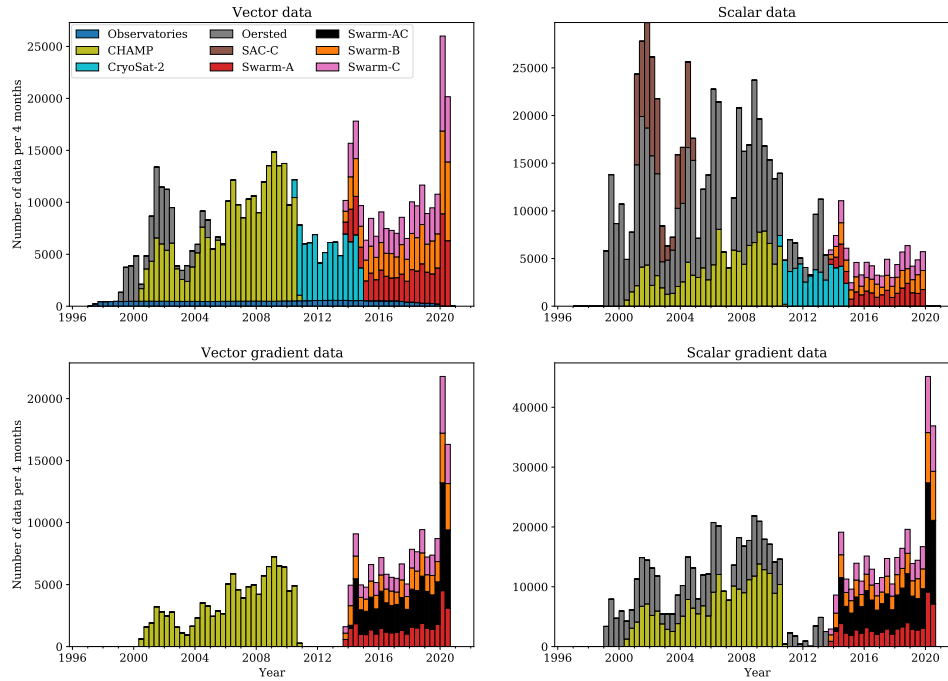 Vector data
Observatories
CHAMP
CryoSat-2
Oersted
SAC-C
Swarm-A
Swarm-AC
Swarm-B
Swarm-C
Number of data per 4 months
25000
20000
15000
10000
5000
0
1996 2000 2004 2008 2012 2016 2020
Scalar data
25000
20000
15000
10000
5000
0
1996 2000 2004 2008 2012 2016 2020
Vector gradient data
Number of data per 4 months
20000
15000
10000
5000
0
1996 2000 2004 2008 2012 2016 2020
Year
Scalar gradient data
40000
30000
20000
10000
0
1996 2000 2004 2008 2012 2016 2020
Year